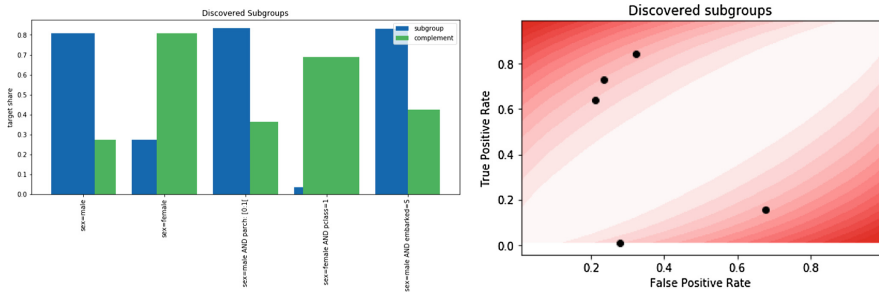 Discovered Subgroups
subgroup
complement
target share
0.8
0.7
0.6
0.5
0.4
0.3
0.2
0.1
0.0
sex=male
sex=female
sex=male AND parch: [0:1[
sex=female AND pclass=1
sex=male AND embarked=S
Discovered subgroups
True Positive Rate
0.8
0.6
0.4
0.2
0.0
0.2
0.4
0.6
0.8
False Positive Rate